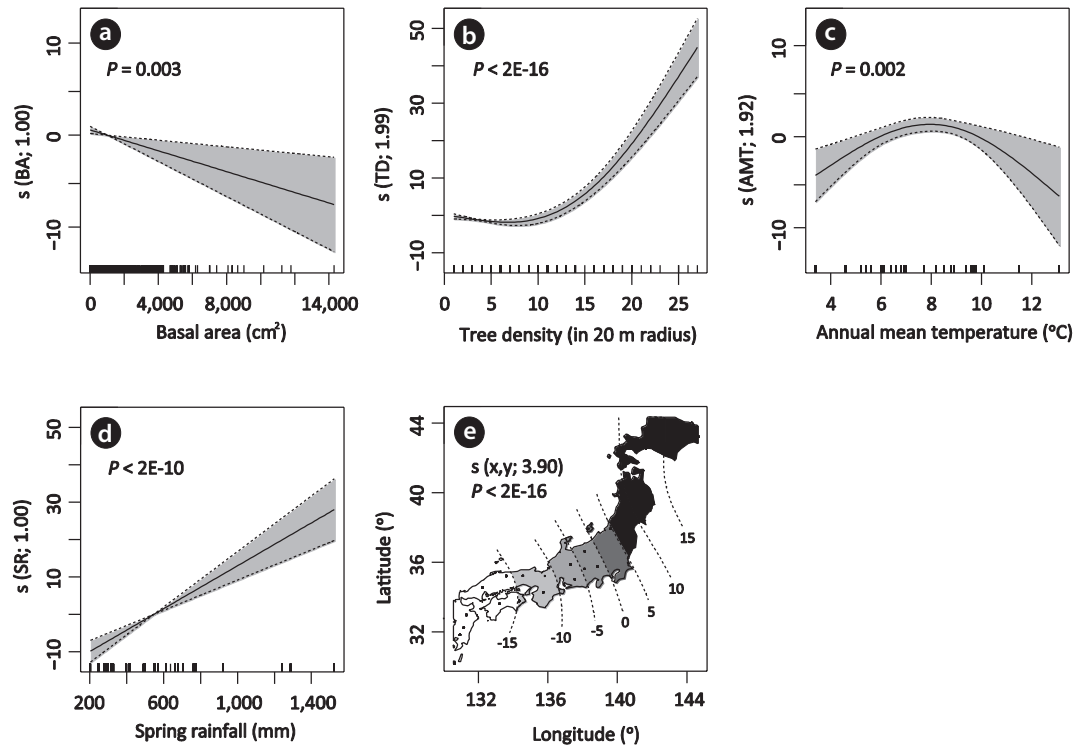 a
P = 0.003
s (BA; 1.00)
10
0
−10
0 4,000 8,000 14,000
Basal area (cm²)
b
P < 2E-16
s (TD; 1.99)
50
30
10
−10
0 5 10 15 20 25
Tree density (in 20 m radius)
c
P = 0.002
s (AMT; 1.92)
10
0
−10
4 6 8 10 12
Annual mean temperature (°C)
d
P < 2E-10
s (SR; 1.00)
50
30
10
−10
200 600 1,000 1,400
Spring rainfall (mm)
e
s (x,y; 3.90)
P < 2E-16
Latitude (°)
44
40
36
32
15
10
5
0
-5
-10
-15
132 136 140 144
Longitude (°)